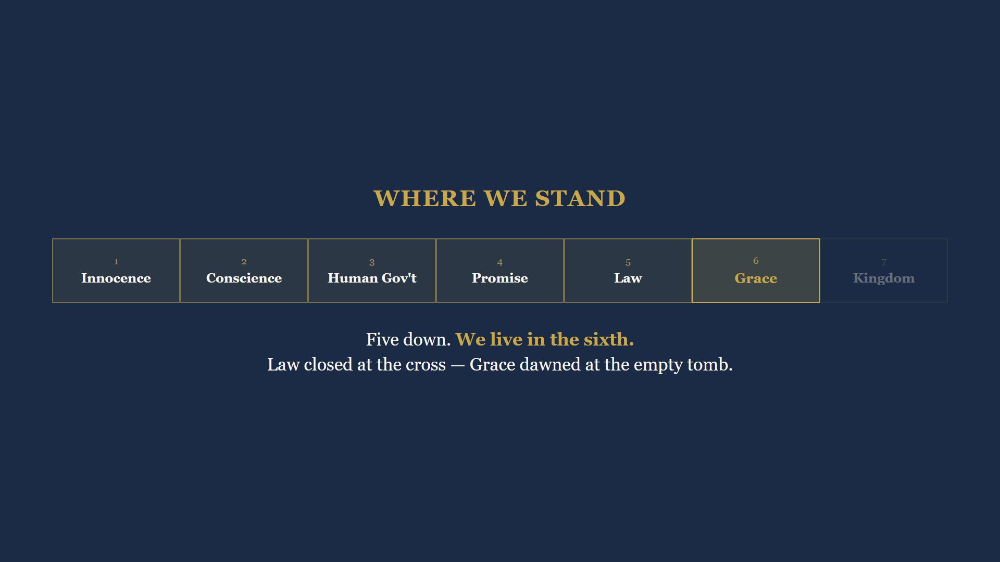 WHERE WE STAND
1
Innocence
2
Conscience
3
Human Gov't
4
Promise
5
Law
6
Grace
7
Kingdom
Five down. We live in the sixth.
Law closed at the cross — Grace dawned at the empty tomb.